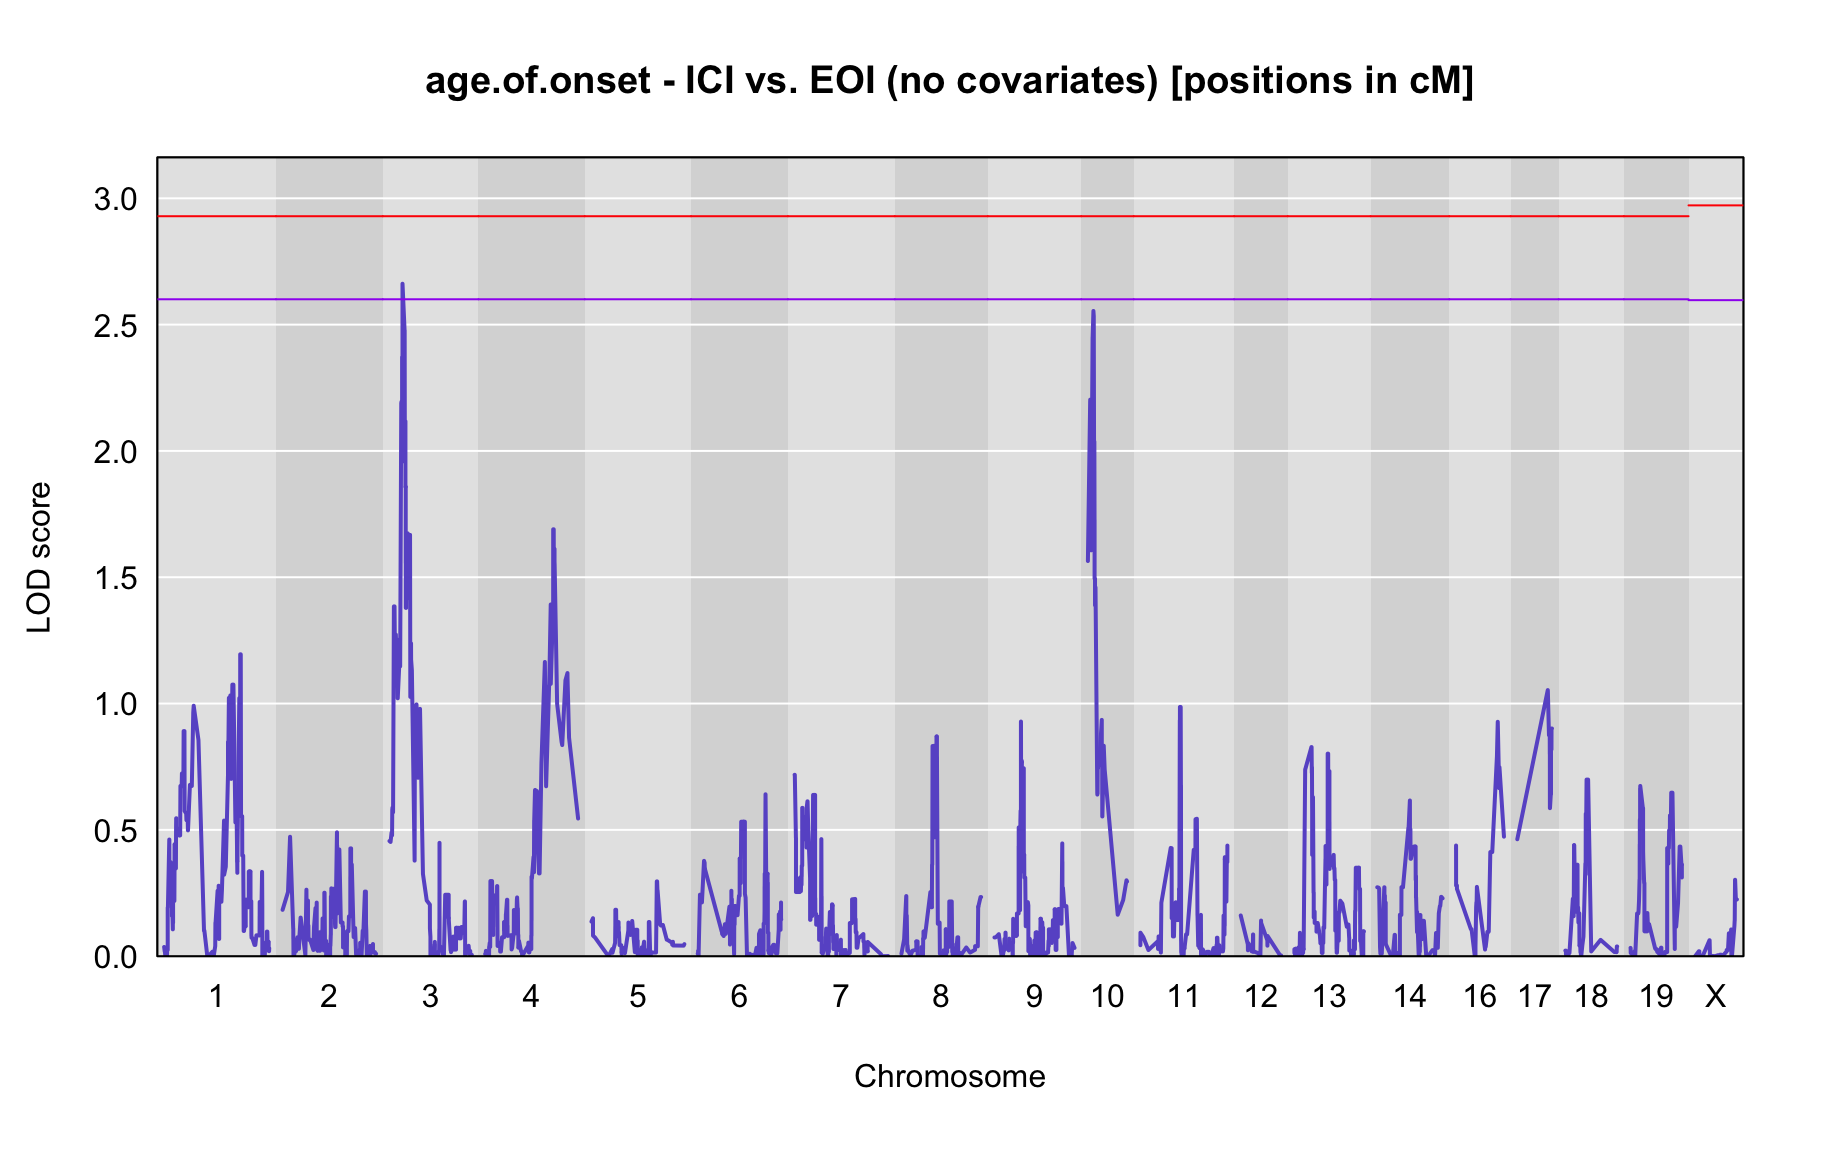 age.of.onset - ICI vs. EOI (no covariates) [positions in cM]
LOD score
3.0
2.5
2.0
1.5
1.0
0.5
0.0
1 2 3 4 5 6 7 8 9 10 11 12 13 14 16 17 18 19 X
Chromosome